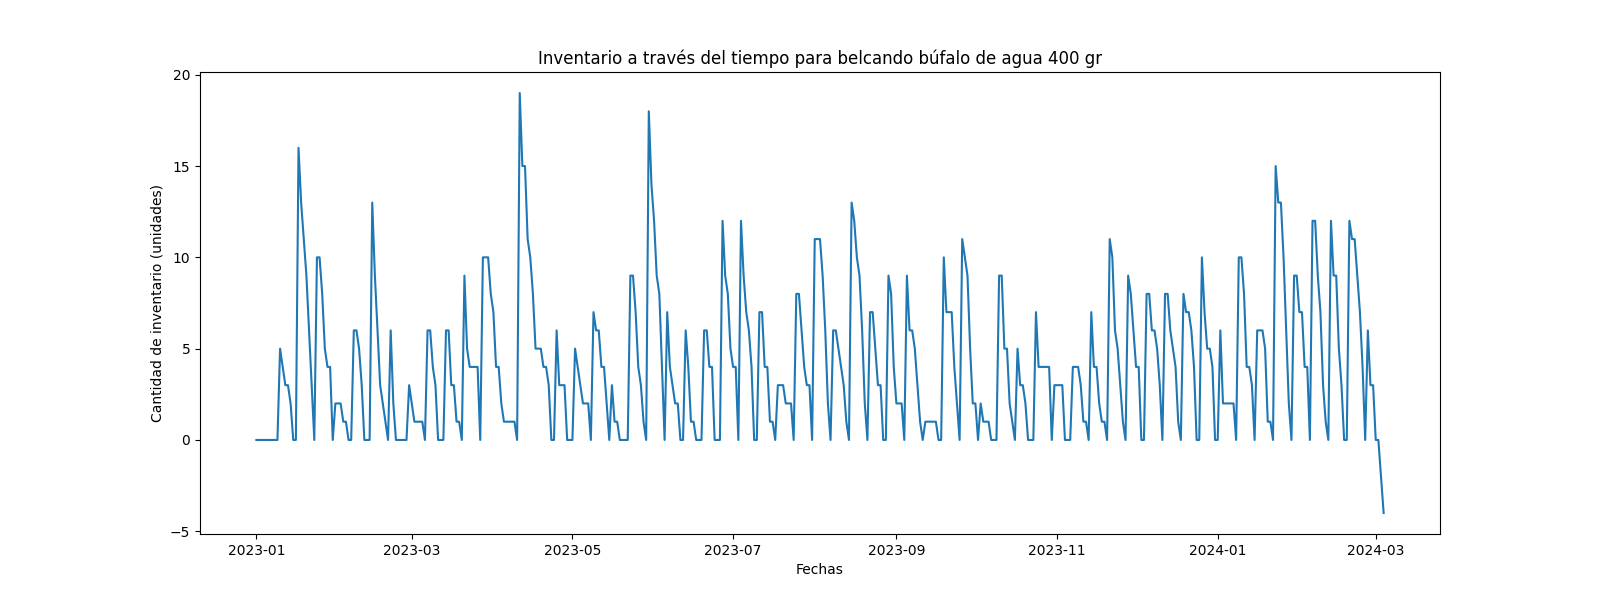 Inventario a través del tiempo para belcando búfalo de agua 400 gr
Cantidad de inventario (unidades)
20
15
10
5
0
−5
2023-01 2023-03 2023-05 2023-07 2023-09 2023-11 2024-01 2024-03
Fechas